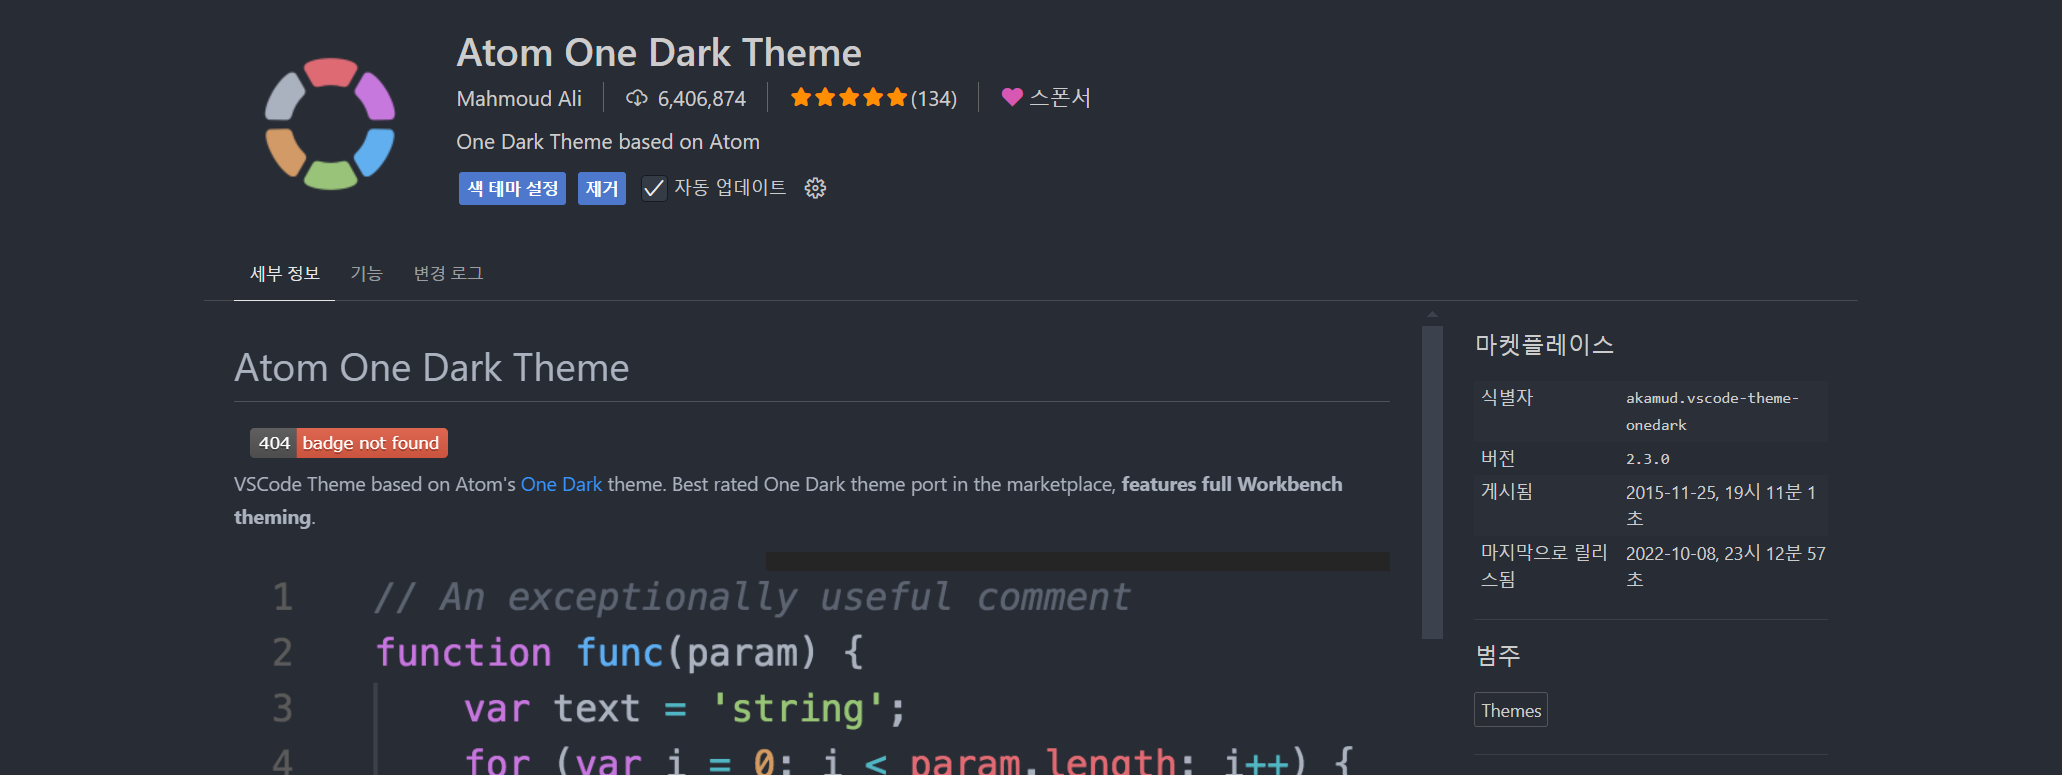 Atom One Dark Theme
Mahmoud Ali 6,406,874 (134) 스폰서
One Dark Theme based on Atom
색 테마 설정 제거 자동 업데이트
세부 정보 기능 변경 로그
Atom One Dark Theme
404 badge not found
VSCode Theme based on Atom's One Dark theme. Best rated One Dark theme port in the marketplace, features full Workbench
theming.
1 // An exceptionally useful comment
2 function func(param) {
3 var text = 'string';
4 for (var i = 0; i < param.length; i++) {
마켓플레이스
식별자 akamud.vscode-theme-
onedark
버전 2.3.0
게시됨 2015-11-25, 19시 11분 1
초
마지막으로 릴리 2022-10-08, 23시 12분 57
스됨 초
범주
Themes